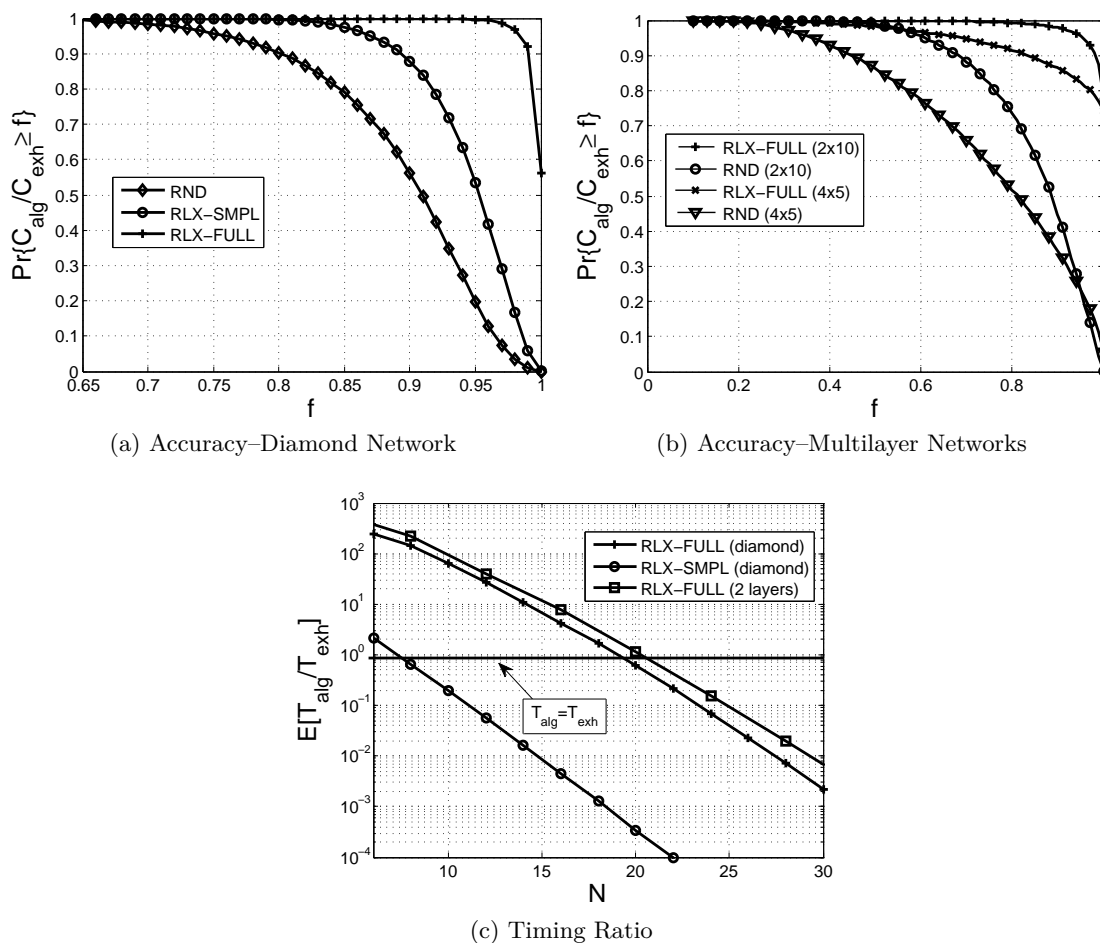 1
0.9
0.8
0.7
0.6
0.5
0.4
0.3
0.2
0.1
0
Pr{C_alg/C_exh ≥ f}
RND
RLX−SMPL
RLX−FULL
0.65 0.7 0.75 0.8 0.85 0.9 0.95 1
f
(a) Accuracy–Diamond Network
1
0.9
0.8
0.7
0.6
0.5
0.4
0.3
0.2
0.1
0
Pr{C_alg/C_exh ≥ f}
RLX−FULL (2x10)
RND (2x10)
RLX−FULL (4x5)
RND (4x5)
0 0.2 0.4 0.6 0.8
f
(b) Accuracy–Multilayer Networks
10^3
10^2
10^1
10^0
10^−1
10^−2
10^−3
10^−4
E[T_alg/T_exh]
RLX−FULL (diamond)
RLX−SMPL (diamond)
RLX−FULL (2 layers)
T_alg=T_exh
10 15 20 25 30
N
(c) Timing Ratio